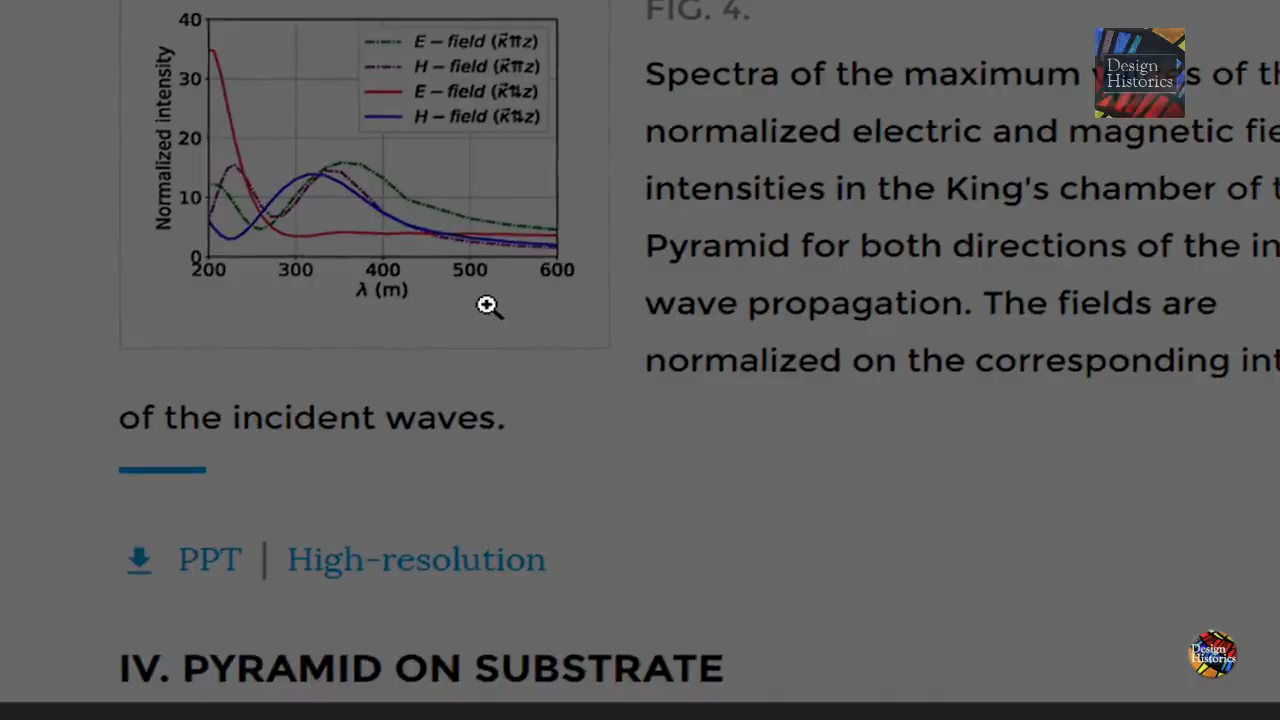 40
30
20
10
0
Normalized intensity
200 300 400 500 600
λ (m)
E – field (k⃗⇈z)
H – field (k⃗⇈z)
E – field (k⃗⇅z)
H – field (k⃗⇅z)
FIG. 4.
Spectra of the maximum s of t
normalized electric and magnetic fie
intensities in the King's chamber of t
Pyramid for both directions of the in
wave propagation. The fields are
normalized on the corresponding int
of the incident waves.
PPT | High-resolution
IV. PYRAMID ON SUBSTRATE
Design
Historics
Design
Historics